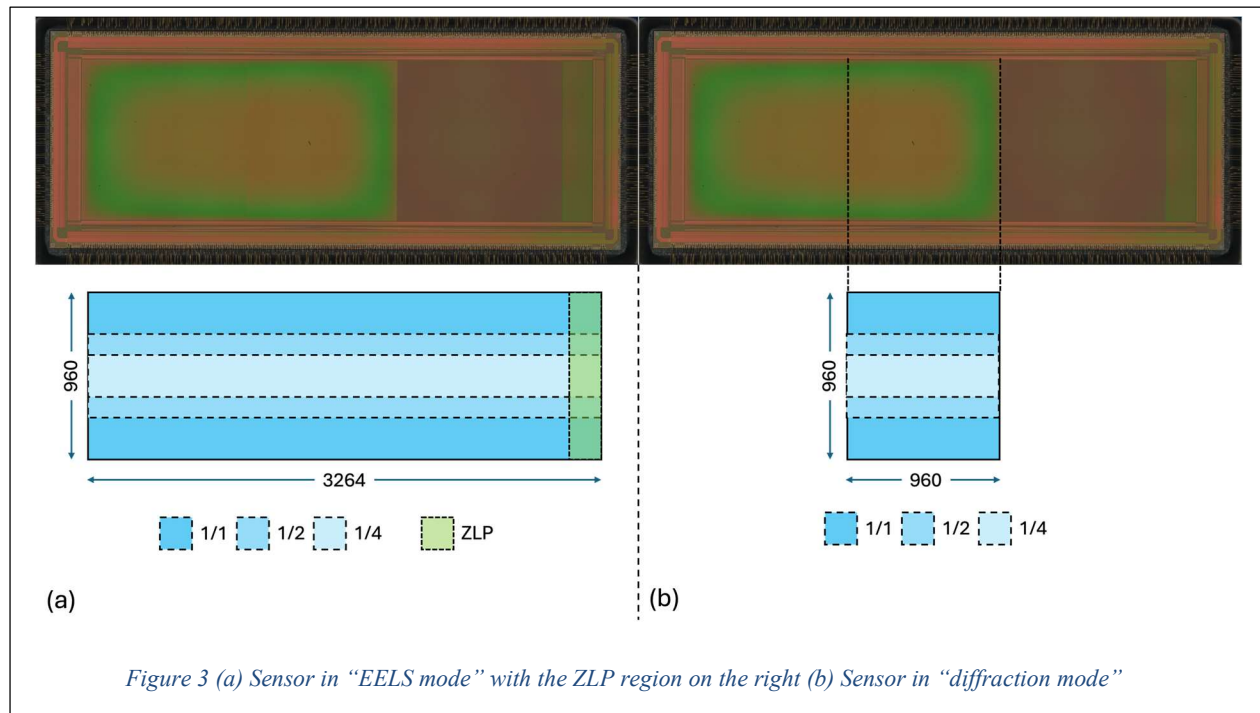 960
3264
1/1 1/2 1/4 ZLP
(a)
960
960
1/1 1/2 1/4
(b)
Figure 3 (a) Sensor in “EELS mode” with the ZLP region on the right (b) Sensor in “diffraction mode”